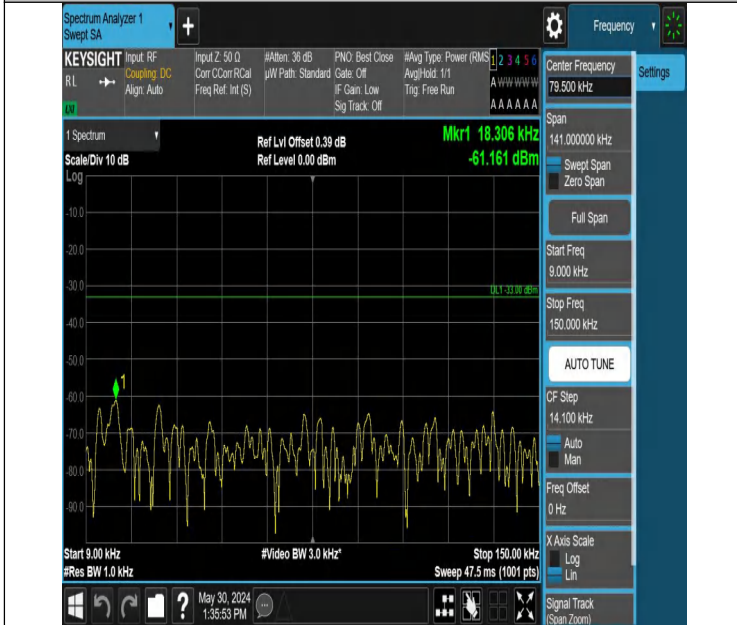 Spectrum Analyzer 1
Swept SA
+
Frequency
KEYSIGHT
RL
Input: RF
Coupling: DC
Align: Auto
Input Z: 50 Ω
Corr CCorr RCal
Freq Ref: Int (S)
#Atten: 36 dB
µW Path: Standard
PNO: Best Close
Gate: Off
IF Gain: Low
Sig Track: Off
#Avg Type: Power (RMS
Avg|Hold: 1/1
Trig: Free Run
1 2 3 4 5 6
A W W W W W
A A A A A A
1 Spectrum
Scale/Div 10 dB
Log
Ref Lvl Offset 0.39 dB
Ref Level 0.00 dBm
Mkr1 18.306 kHz
-61.161 dBm
-10.0
-20.0
-30.0
DL1 -33.00 dBm
-40.0
-50.0
1
-60.0
-70.0
-80.0
-90.0
Start 9.00 kHz
#Video BW 3.0 kHz*
Stop 150.00 kHz
#Res BW 1.0 kHz
Sweep 47.5 ms (1001 pts)
?
May 30, 2024
1:35:53 PM
Center Frequency
79.500 kHz
Settings
Span
141.000000 kHz
Swept Span
Zero Span
Full Span
Start Freq
9.000 kHz
Stop Freq
150.000 kHz
AUTO TUNE
CF Step
14.100 kHz
Auto
Man
Freq Offset
0 Hz
X Axis Scale
Log
Lin
Signal Track
(Span Zoom)